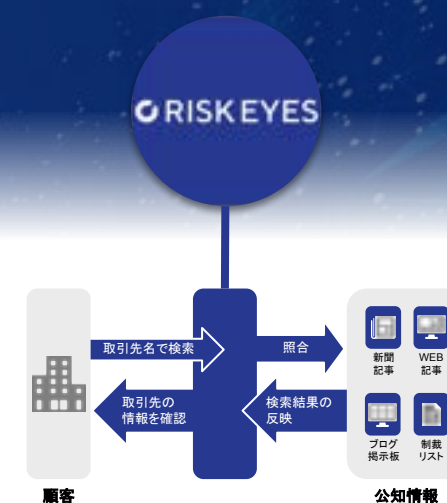 RISK EYES
取引先名で検索
照合
取引先の
情報を確認
検索結果の
反映
新聞
記事
WEB
記事
ブログ
掲示板
制裁
リスト
顧客
公知情報